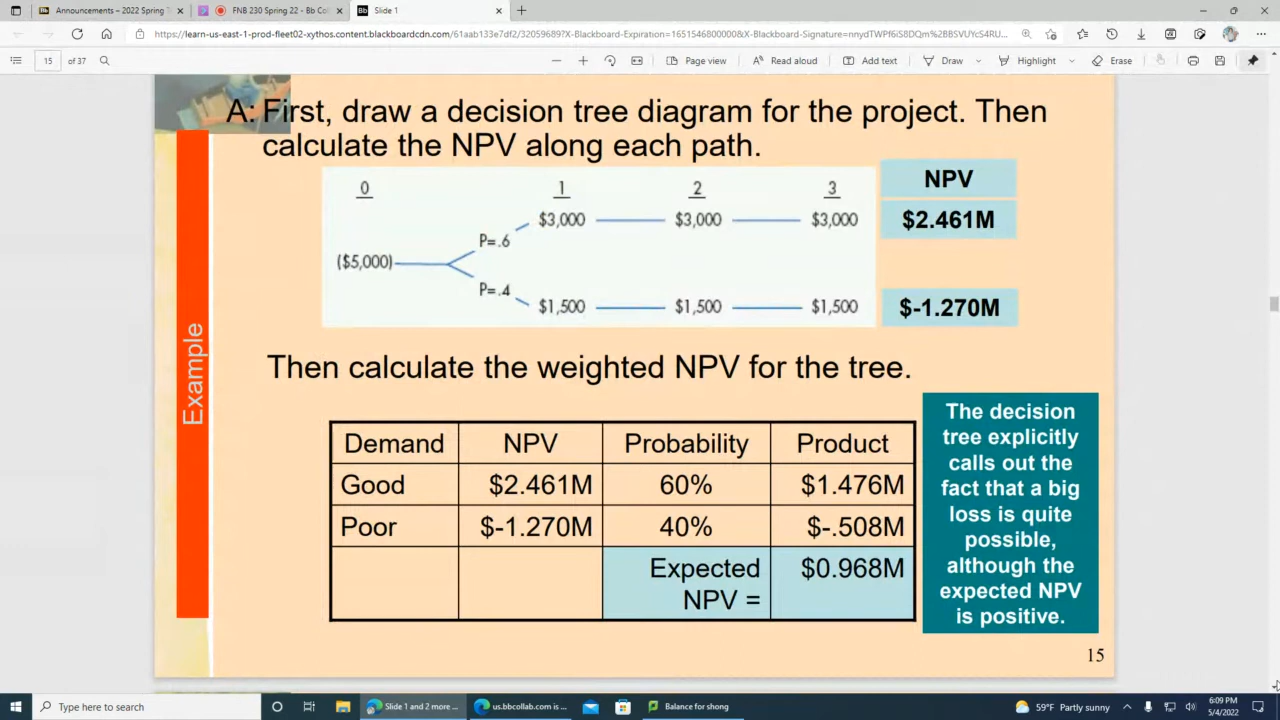 Announcements – 2022 Spring T
FNB 230 Spring 22 - Bb Col
Bb Slide 1
https://learn-us-east-1-prod-fleet02-xythos.content.blackboardcdn.com/61aab133e7df2/32059689?X-Blackboard-Expiration=1651546800000&X-Blackboard-Signature=nnydTWPf6iS8DQm%2BBSVUYcS4RU...
15 of 37
Page view
Read aloud
Add text
Draw
Highlight
Erase
A: First, draw a decision tree diagram for the project. Then
calculate the NPV along each path.
0 1 2 3 NPV
$3,000 $3,000 $3,000 $2.461M
P=.6
($5,000)
P=.4
$1,500 $1,500 $1,500 $-1.270M
Example
Then calculate the weighted NPV for the tree.
Demand NPV Probability Product
Good $2.461M 60% $1.476M
Poor $-1.270M 40% $-.508M
Expected $0.968M
NPV =
The decision
tree explicitly
calls out the
fact that a big
loss is quite
possible,
although the
expected NPV
is positive.
15
Type here to search
Slide 1 and 2 more ...
us.bbcollab.com is ...
Balance for shong
59°F Partly sunny
6:09 PM
5/4/2022